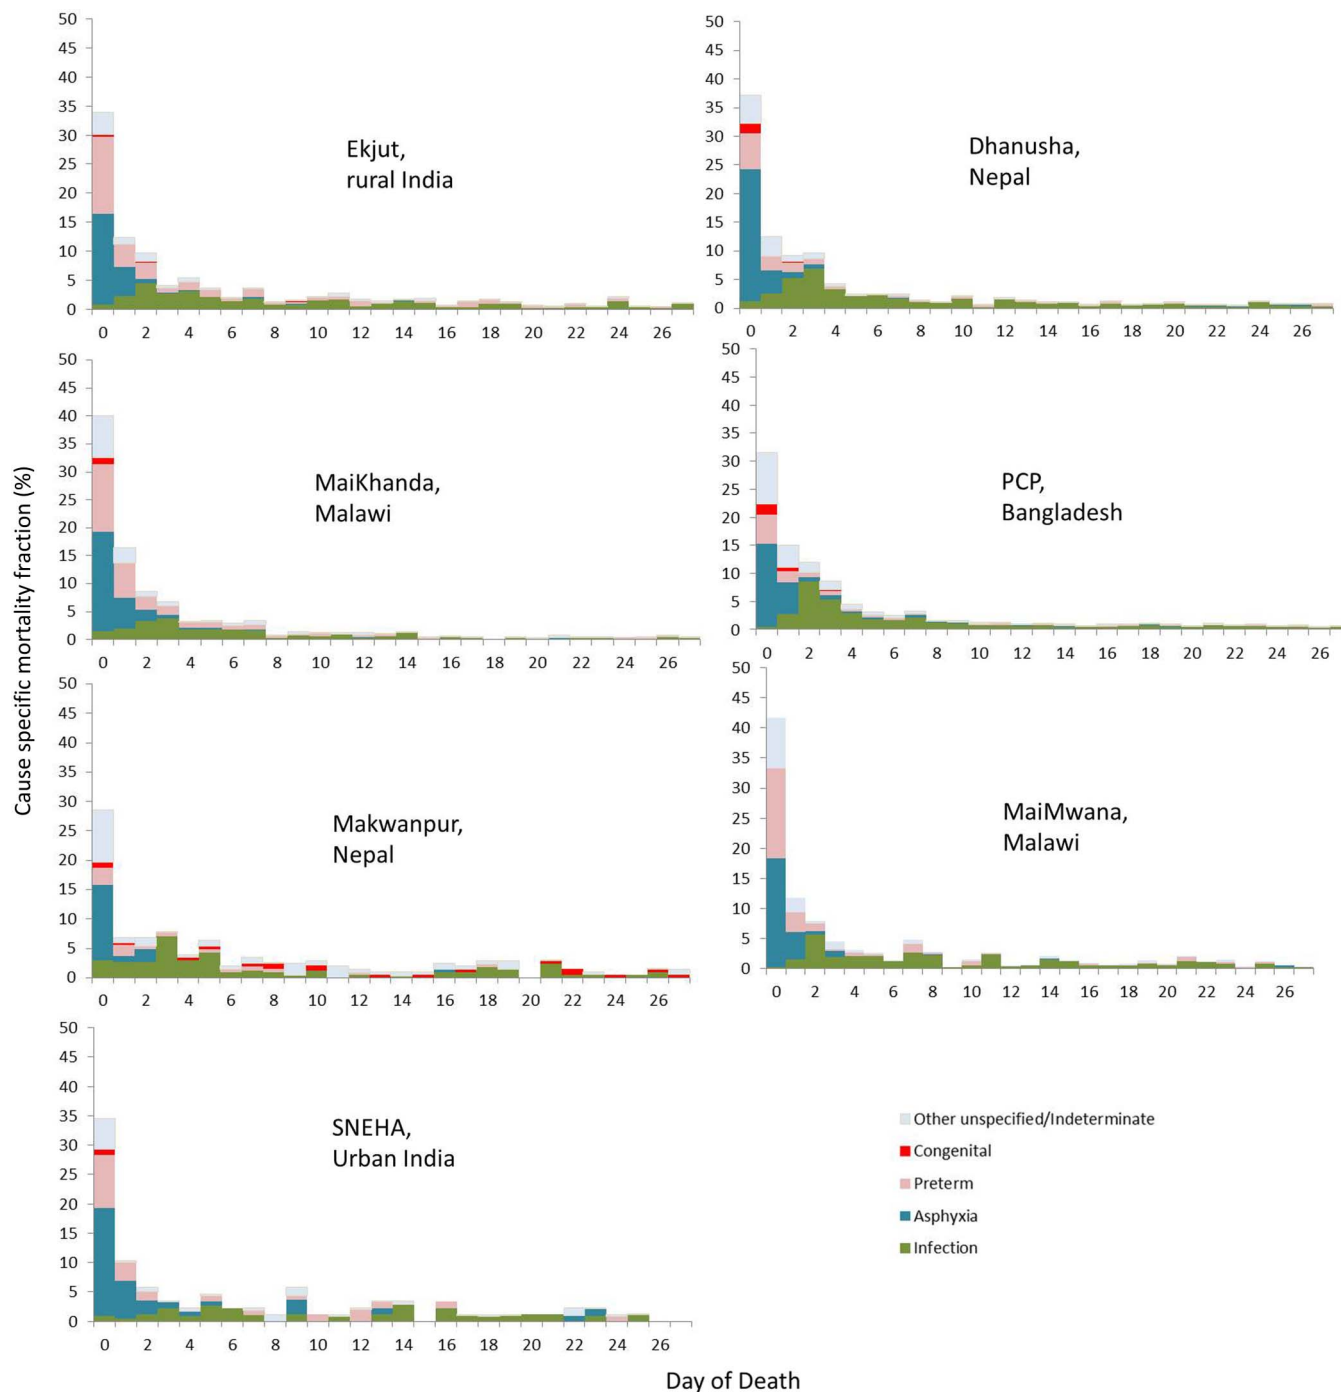 50
45
40
35
30
25
20
15
10
5
0
Ekjut,
rural India
0 2 4 6 8 10 12 14 16 18 20 22 24 26
50
45
40
35
30
25
20
15
10
5
0
Dhanusha,
Nepal
0 2 4 6 8 10 12 14 16 18 20 22 24 26
Cause specific mortality fraction (%)
50
45
40
35
30
25
20
15
10
5
0
MaiKhanda,
Malawi
0 2 4 6 8 10 12 14 16 18 20 22 24 26
50
45
40
35
30
25
20
15
10
5
0
PCP,
Bangladesh
0 2 4 6 8 10 12 14 16 18 20 22 24 26
50
45
40
35
30
25
20
15
10
5
0
Makwanpur,
Nepal
0 2 4 6 8 10 12 14 16 18 20 22 24 26
50
45
40
35
30
25
20
15
10
5
0
MaiMwana,
Malawi
0 2 4 6 8 10 12 14 16 18 20 22 24 26
50
45
40
35
30
25
20
15
10
5
0
SNEHA,
Urban India
0 2 4 6 8 10 12 14 16 18 20 22 24 26
Other unspecified/Indeterminate
Congenital
Preterm
Asphyxia
Infection
Day of Death